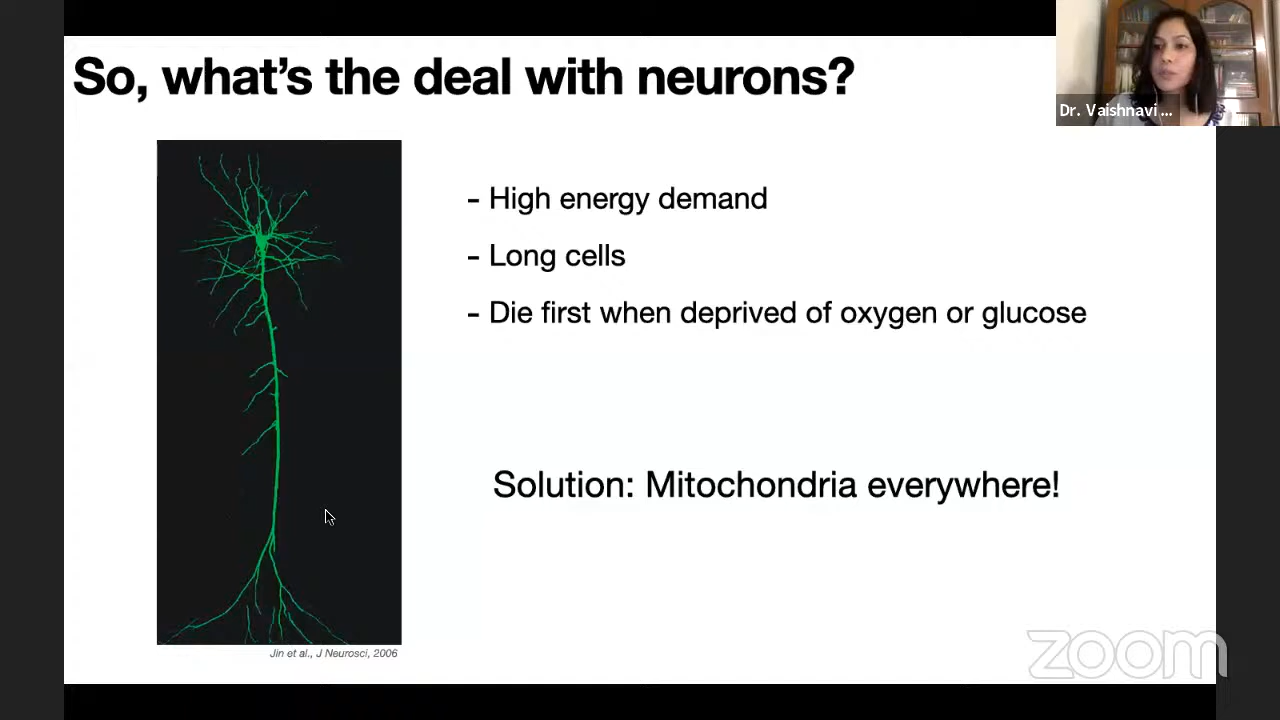 So, what's the deal with neurons?
Dr. Vaishnavi ...
- High energy demand
- Long cells
- Die first when deprived of oxygen or glucose
Solution: Mitochondria everywhere!
Jin et al., J Neurosci, 2006
zoom